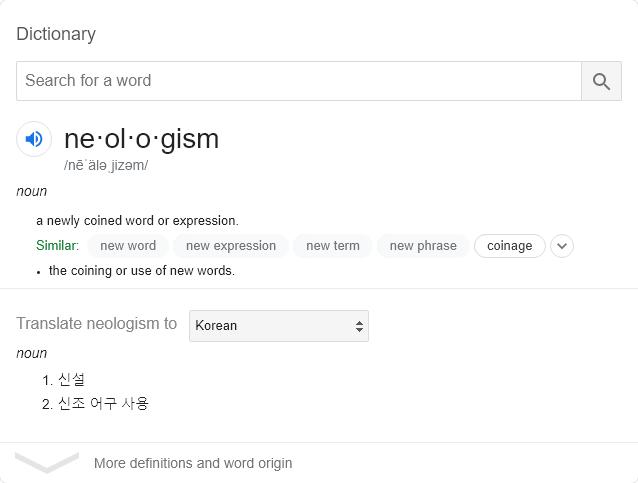 Dictionary
Search for a word
ne·ol·o·gism
/nēˈäləˌjizəm/
noun
a newly coined word or expression.
Similar: new word new expression new term new phrase coinage
• the coining or use of new words.
Translate neologism to Korean
noun
1. 신설
2. 신조 어구 사용
More definitions and word origin